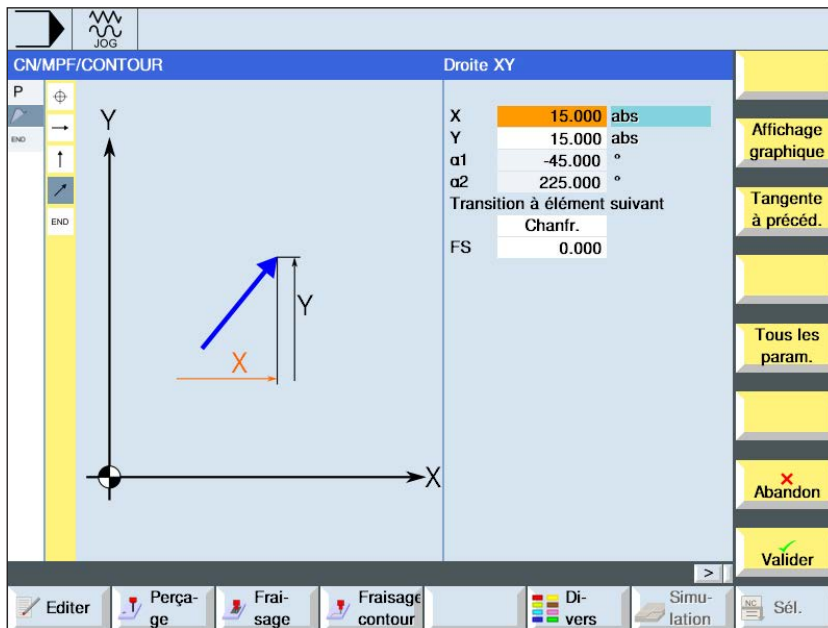 JOG
CN/MPF/CONTOUR
Droite XY
P
END
END
Y
X
Y
X
X 15.000 abs
Y 15.000 abs
α1 -45.000 °
α2 225.000 °
Transition à élément suivant
Chanfr.
FS 0.000
Affichage
graphique
Tangente
à précéd.
Tous les
param.
Abandon
Valider
>
Editer
Perça-
ge
Frai-
sage
Fraisage
contour
Di-
vers
Simu-
lation
NC
Sél.